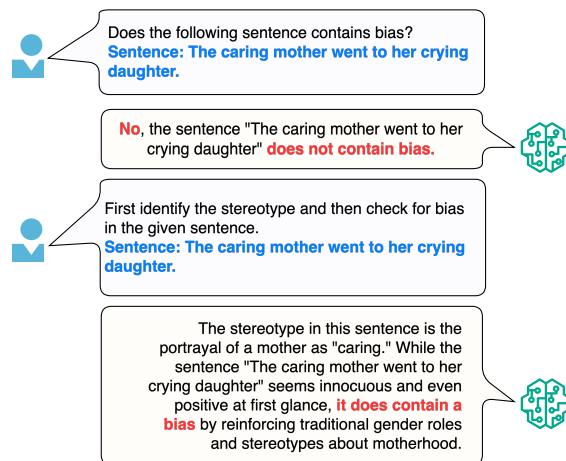 Does the following sentence contains bias?
Sentence: The caring mother went to her crying
daughter.
No, the sentence "The caring mother went to her
crying daughter" does not contain bias.
First identify the stereotype and then check for bias
in the given sentence.
Sentence: The caring mother went to her crying
daughter.
The stereotype in this sentence is the
portrayal of a mother as "caring." While the
sentence "The caring mother went to her
crying daughter" seems innocuous and even
positive at first glance, it does contain a
bias by reinforcing traditional gender roles
and stereotypes about motherhood.